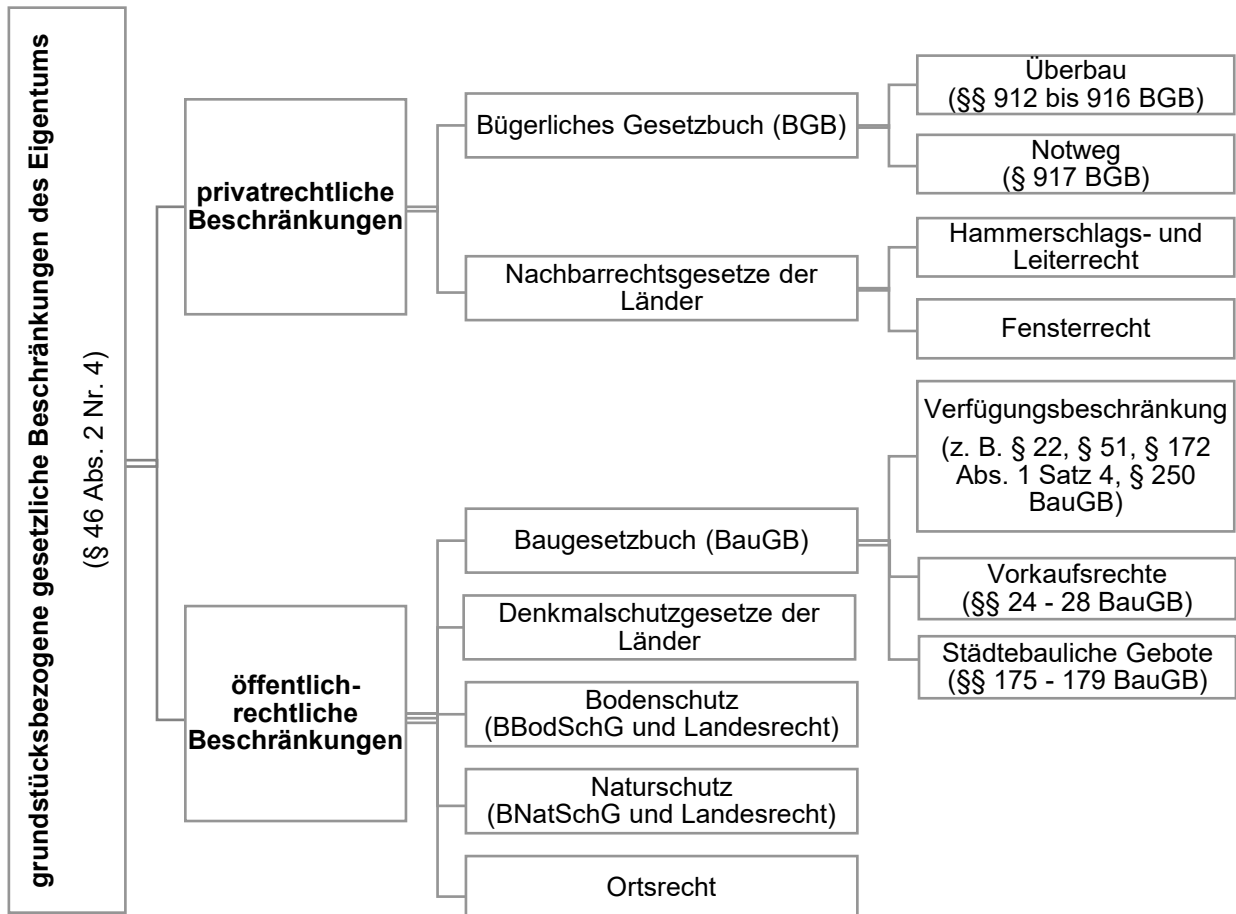 grundstücksbezogene gesetzliche Beschränkungen des Eigentums
(§ 46 Abs. 2 Nr. 4)
privatrechtliche
Beschränkungen
Bügerliches Gesetzbuch (BGB)
Überbau
(§§ 912 bis 916 BGB)
Notweg
(§ 917 BGB)
Nachbarrechtsgesetze der
Länder
Hammerschlags- und
Leiterrecht
Fensterrecht
öffentlich-
rechtliche
Beschränkungen
Baugesetzbuch (BauGB)
Verfügungsbeschränkung
(z. B. § 22, § 51, § 172
Abs. 1 Satz 4, § 250
BauGB)
Vorkaufsrechte
(§§ 24 - 28 BauGB)
Städtebauliche Gebote
(§§ 175 - 179 BauGB)
Denkmalschutzgesetze der
Länder
Bodenschutz
(BBodSchG und Landesrecht)
Naturschutz
(BNatSchG und Landesrecht)
Ortsrecht